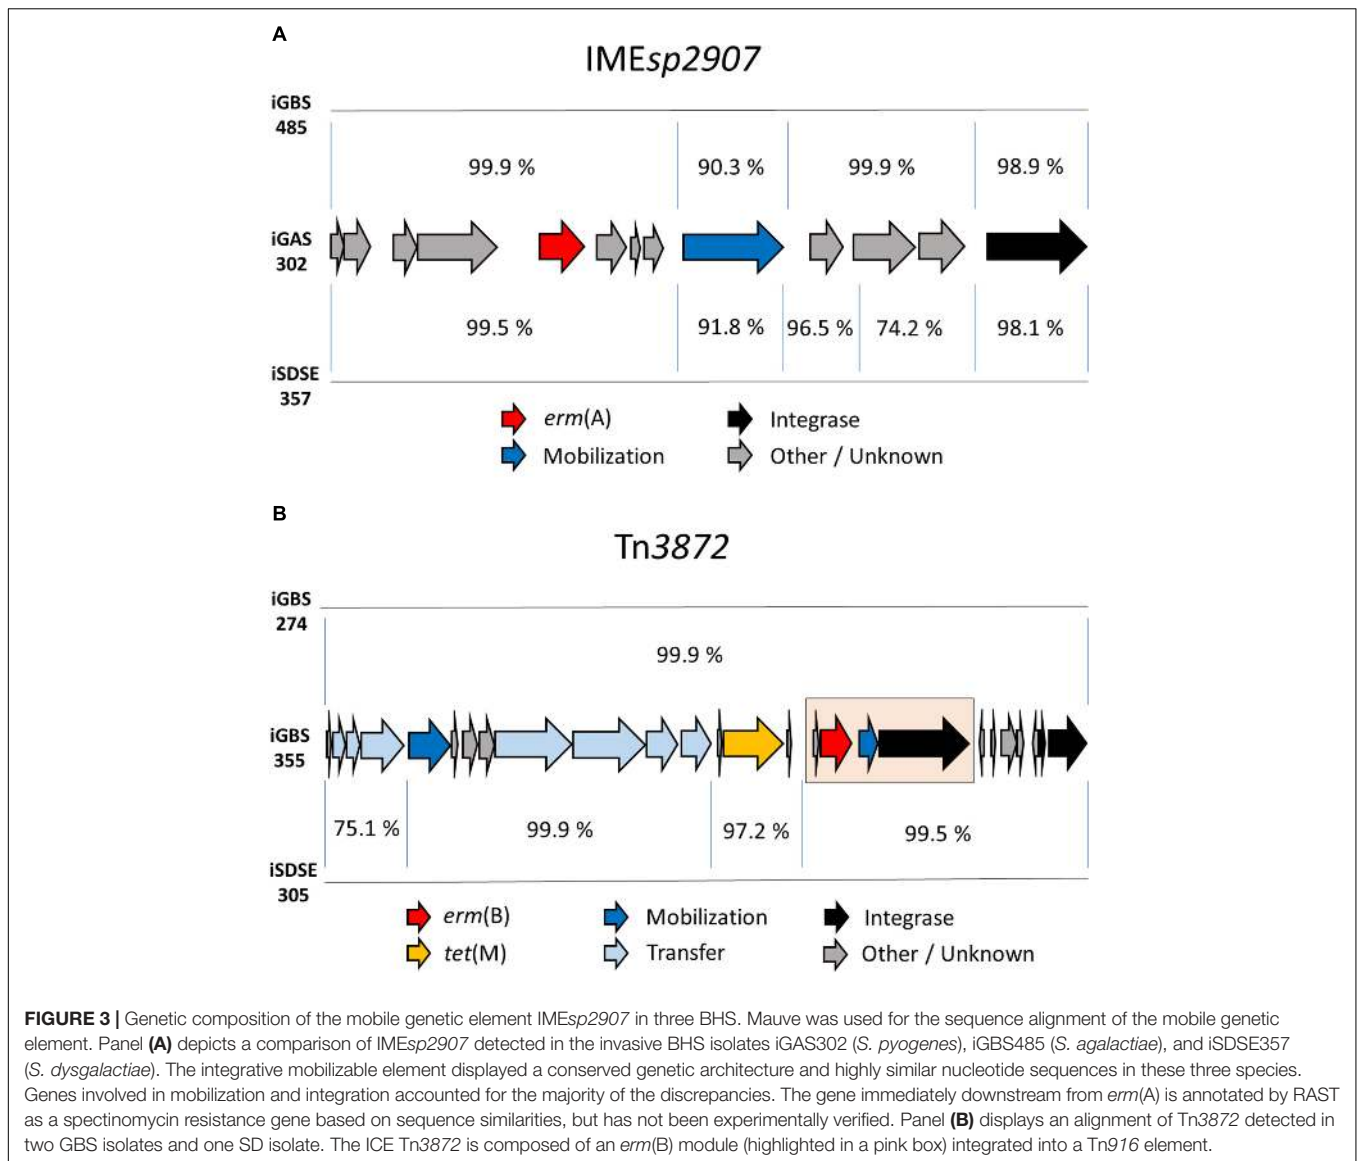 A
IMEsp2907
iGBS
485
99.9 %
90.3 %
99.9 %
98.9 %
iGAS
302
99.5 %
91.8 %
96.5 %
74.2 %
98.1 %
iSDSE
357
erm(A)
Integrase
Mobilization
Other / Unknown
B
Tn3872
iGBS
274
99.9 %
iGBS
355
75.1 %
99.9 %
97.2 %
99.5 %
iSDSE
305
erm(B)
Mobilization
Integrase
tet(M)
Transfer
Other / Unknown
FIGURE 3 | Genetic composition of the mobile genetic element IMEsp2907 in three BHS. Mauve was used for the sequence alignment of the mobile genetic
element. Panel (A) depicts a comparison of IMEsp2907 detected in the invasive BHS isolates iGAS302 (S. pyogenes), iGBS485 (S. agalactiae), and iSDSE357
(S. dysgalactiae). The integrative mobilizable element displayed a conserved genetic architecture and highly similar nucleotide sequences in these three species.
Genes involved in mobilization and integration accounted for the majority of the discrepancies. The gene immediately downstream from erm(A) is annotated by RAST
as a spectinomycin resistance gene based on sequence similarities, but has not been experimentally verified. Panel (B) displays an alignment of Tn3872 detected in
two GBS isolates and one SD isolate. The ICE Tn3872 is composed of an erm(B) module (highlighted in a pink box) integrated into a Tn916 element.